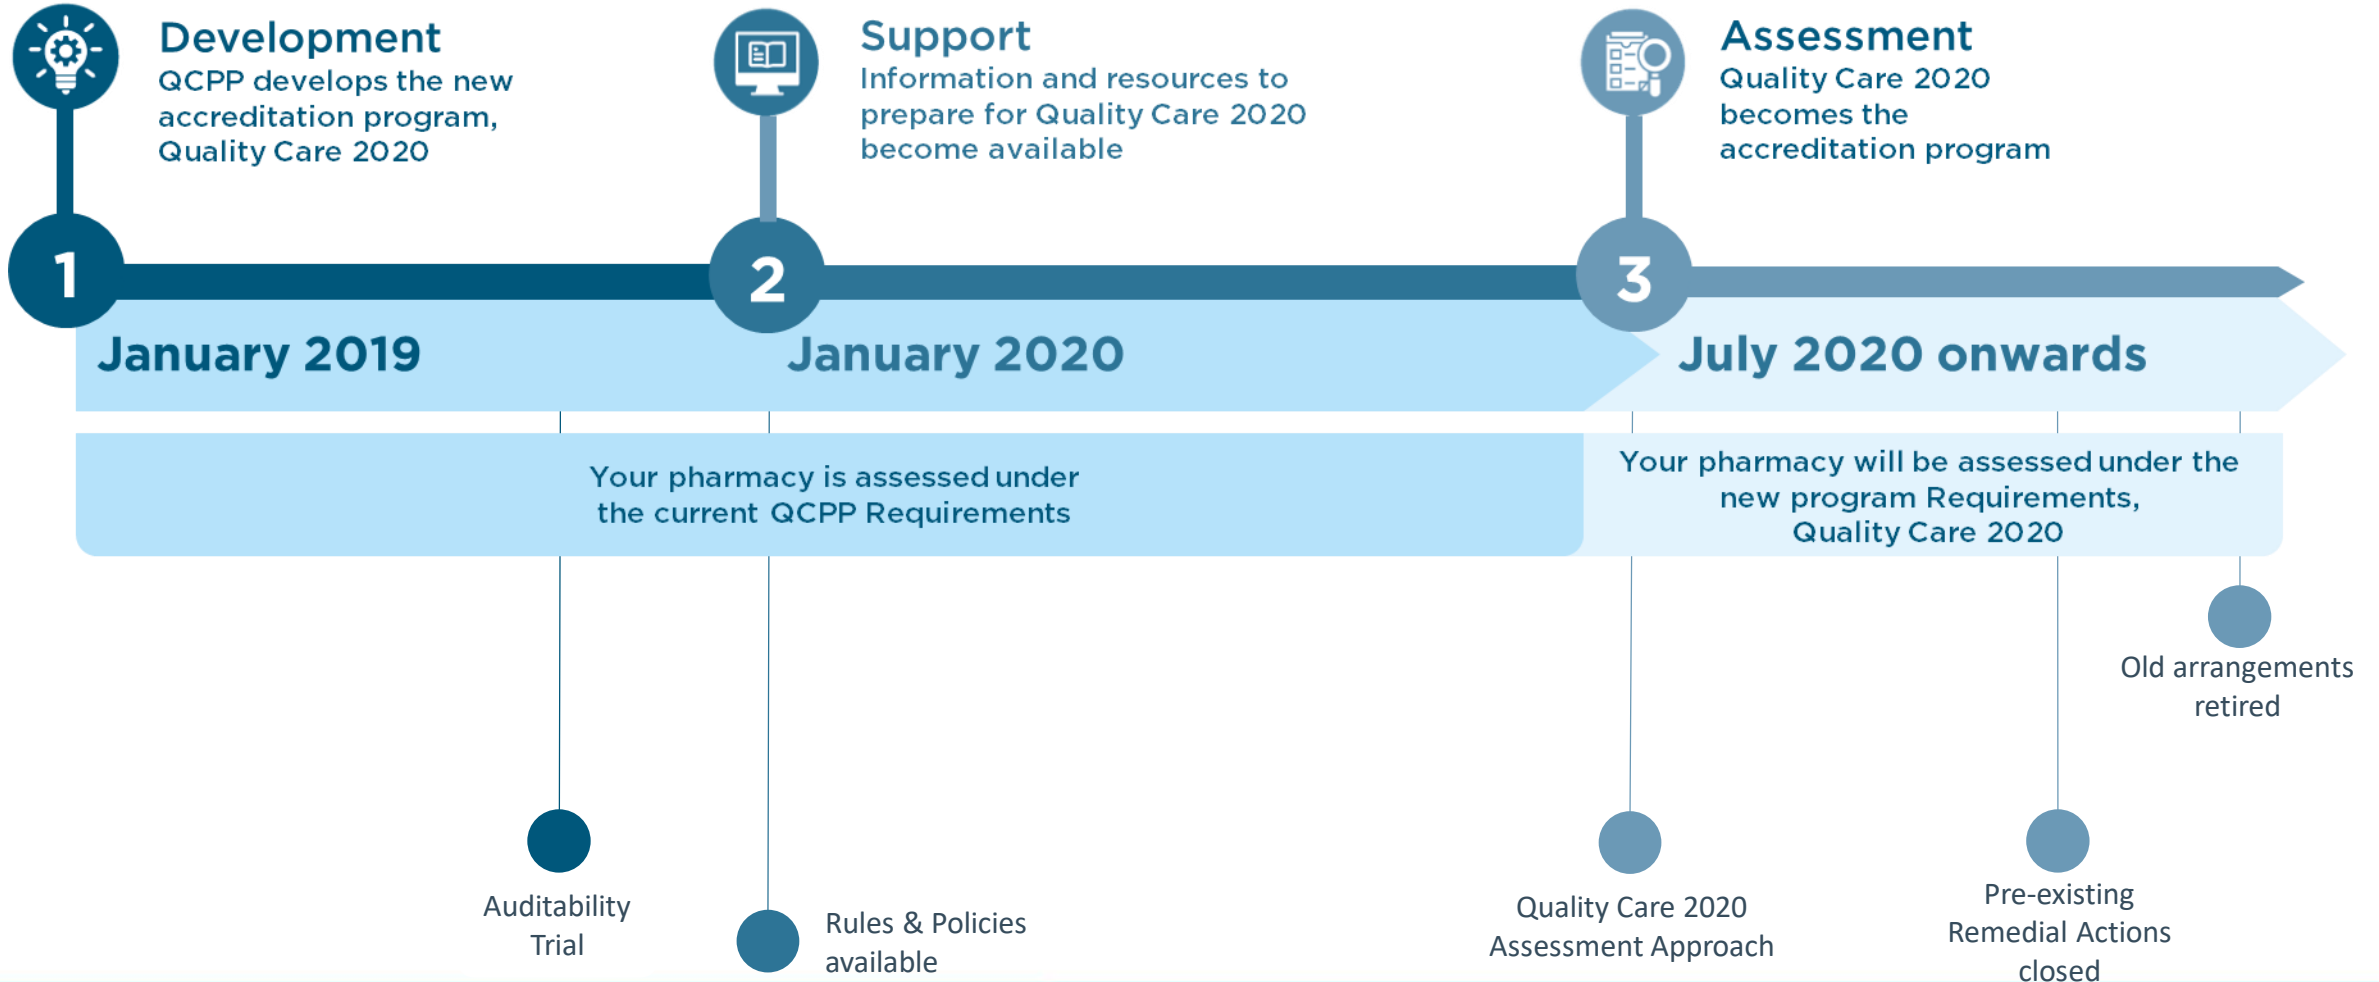 Development
QCPP develops the new
accreditation program,
Quality Care 2020
Support
Information and resources to
prepare for Quality Care 2020
become available
Assessment
Quality Care 2020
becomes the
accreditation program
1
2
3
January 2019
January 2020
July 2020 onwards
Your pharmacy is assessed under
the current QCPP Requirements
Your pharmacy will be assessed under the
new program Requirements,
Quality Care 2020
Old arrangements
retired
Auditability
Trial
Rules & Policies
available
Quality Care 2020
Assessment Approach
Pre-existing
Remedial Actions
closed